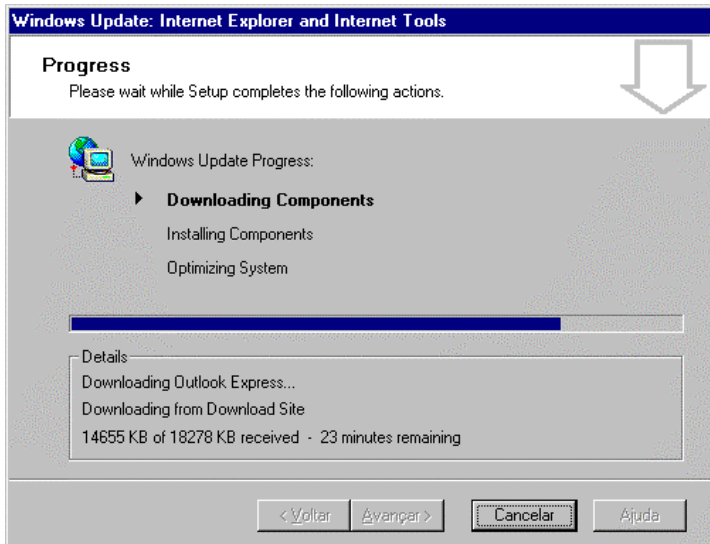 Windows Update: Internet Explorer and Internet Tools
Progress
Please wait while Setup completes the following actions.
Windows Update Progress:
Downloading Components
Installing Components
Optimizing System
Details
Downloading Outlook Express...
Downloading from Download Site
14655 KB of 18278 KB received - 23 minutes remaining
< Voltar Avançar > Cancelar Ajuda